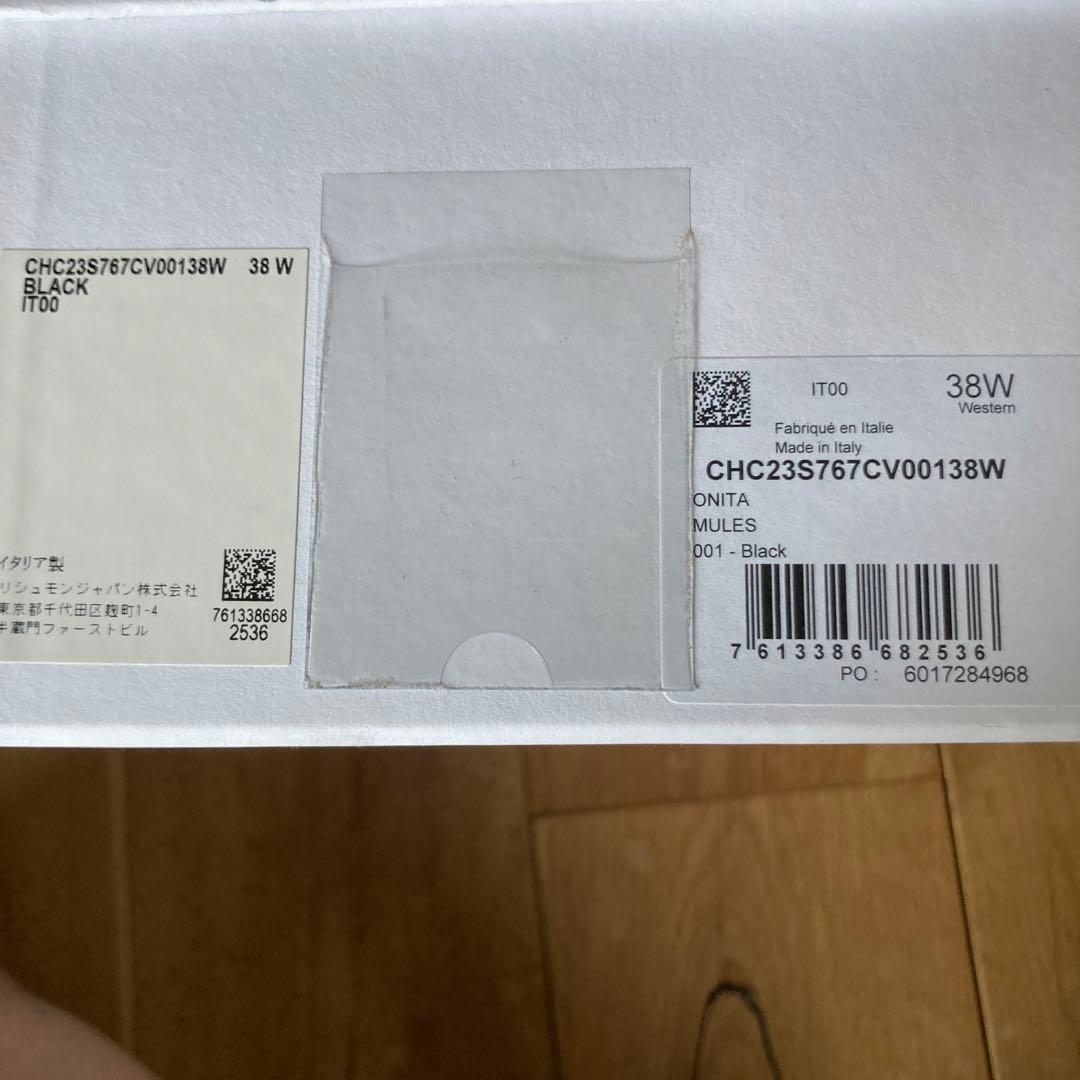 CHC23S767CV00138W 38 W
BLACK
IT00
イタリア製
リシュモンジャパン株式会社
東京都千代田区麹町1-4
半蔵門ファーストビル
761338668
2536
IT00
38W
Western
Fabriqué en Italie
Made in Italy
CHC23S767CV00138W
ONITA
MULES
001 - Black
7 613386 682536
PO : 6017284968